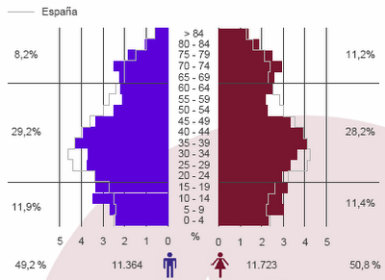 España
> 84
80 - 84
8,2% 75 - 79 11,2%
70 - 74
65 - 69
60 - 64
55 - 59
50 - 54
45 - 49
29,2% 40 - 44 28,2%
35 - 39
30 - 34
25 - 29
20 - 24
15 - 19
11,9% 10 - 14 11,4%
5 - 9
0 - 4
5 4 3 2 1 0 % 0 1 2 3 4 5
49,2 % 11.364 11.723 50,8 %